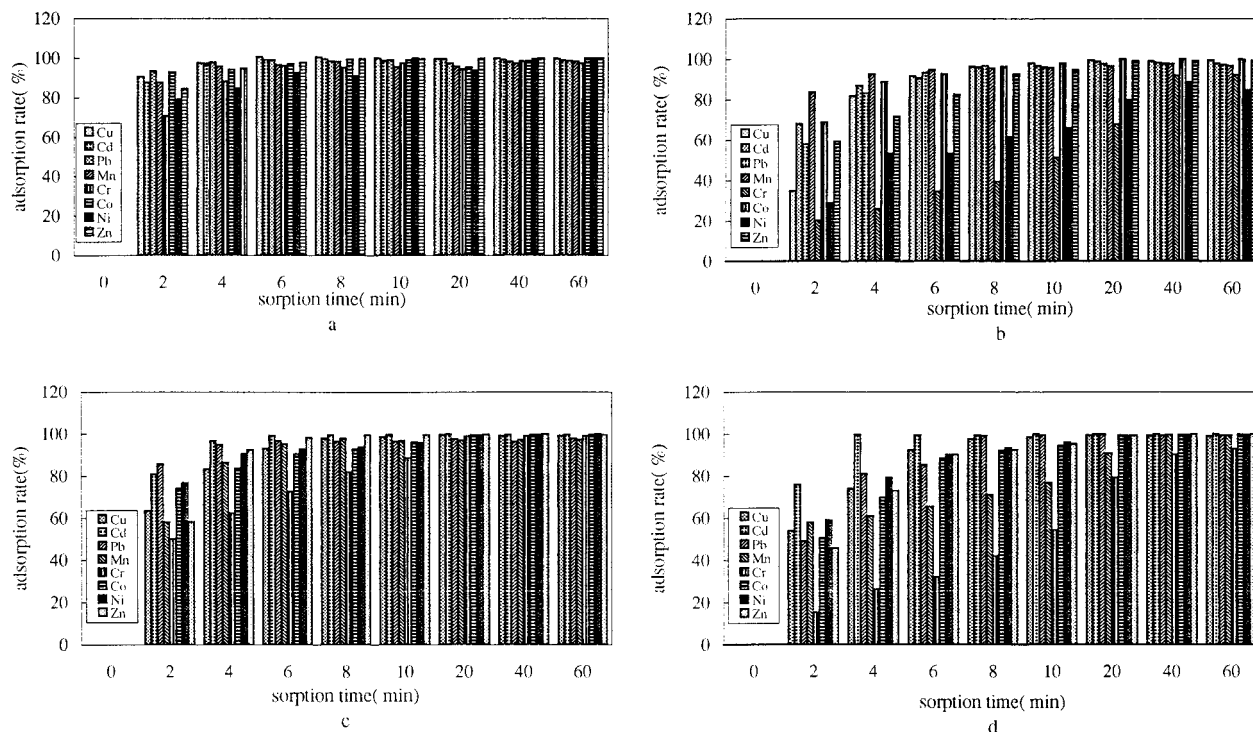 120
100
80
60
40
20
0
adsorption rate( %)
Cu
Cd
Pb
Mn
Cr
Co
Ni
Zn
0 2 4 6 8 10 20 40 60
sorption time( min)
a
120
100
80
60
40
20
0
adsorption rate ( %)
Cu
Cd
Pb
Mn
Cr
Co
Ni
Zn
0 2 4 6 8 10 20 40 60
sorption time( min)
b
120
100
80
60
40
20
0
adsorption rate(%)
Cu
Cd
Pb
Mn
Cr
Co
Ni
Zn
0 2 4 6 8 10 20 40 60
sorption time( min)
c
120
100
80
60
40
20
0
adsorption rate( %)
Cu
Cd
Pb
Mn
Cr
Co
Ni
Zn
0 2 4 6 8 10 20 40 60
sorption time( min)
d